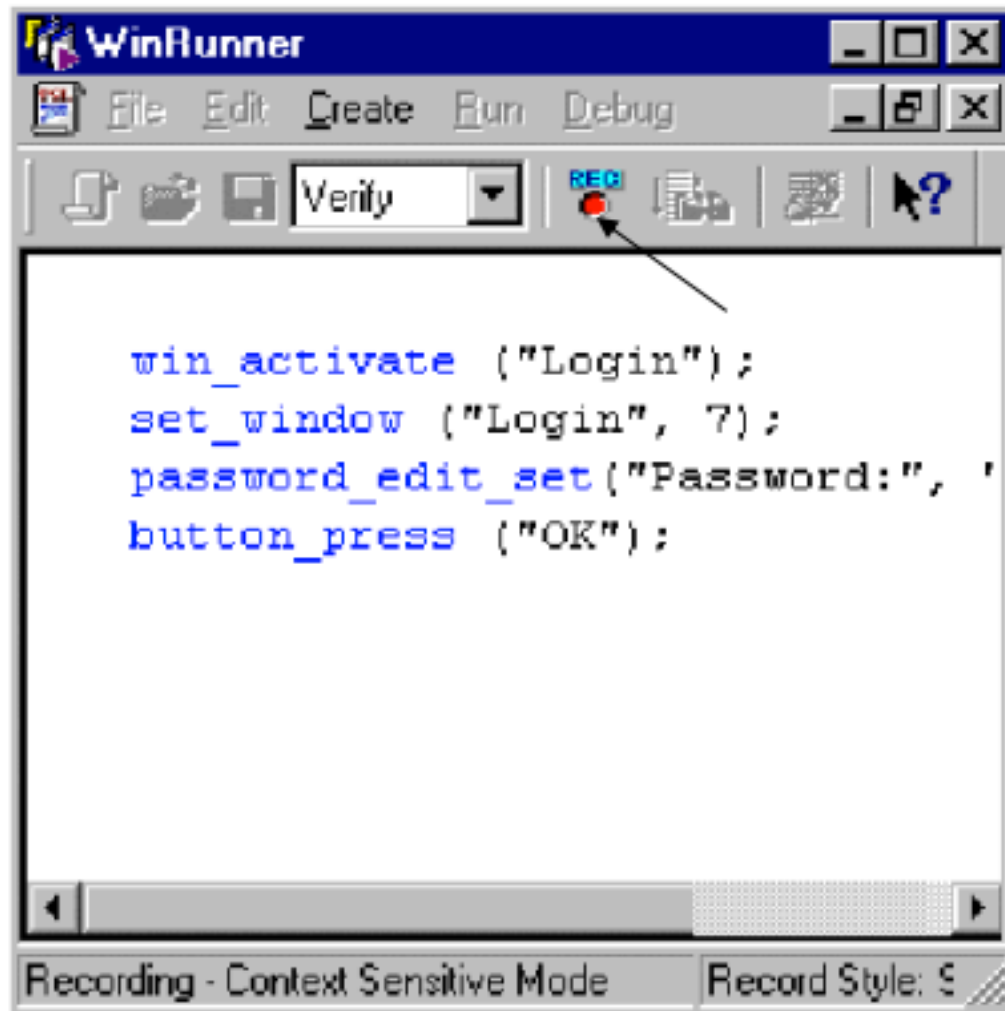 WinRunner
File Edit Create Run Debug
Verify REC ?
win_activate ("Login");
set_window ("Login", 7);
password_edit_set("Password:", '
button_press ("OK");
Recording - Context Sensitive Mode Record Style: S